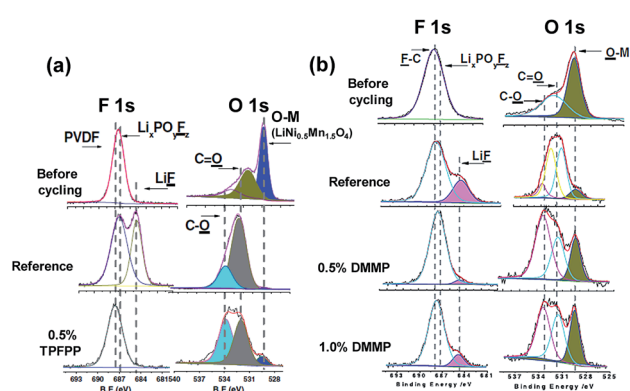 (a)
F 1s
O 1s
O-M
(LiNi0.5Mn1.5O4)
PVDF
LixPOyFz
C=O
Before
cycling
LiF
C-O
Reference
0.5%
TPFPP
693 690 687 684 681 540 537 534 531 528
B.E (eV)
B.E (eV)
(b)
F 1s
O 1s
F-C
LixPOyFz
O-M
C=O
C-O
Before
cycling
LiF
Reference
0.5% DMMP
1.0% DMMP
693 690 687 684 681
537 534 531 528 525
Binding Energy /eV
Binding Energy /eV